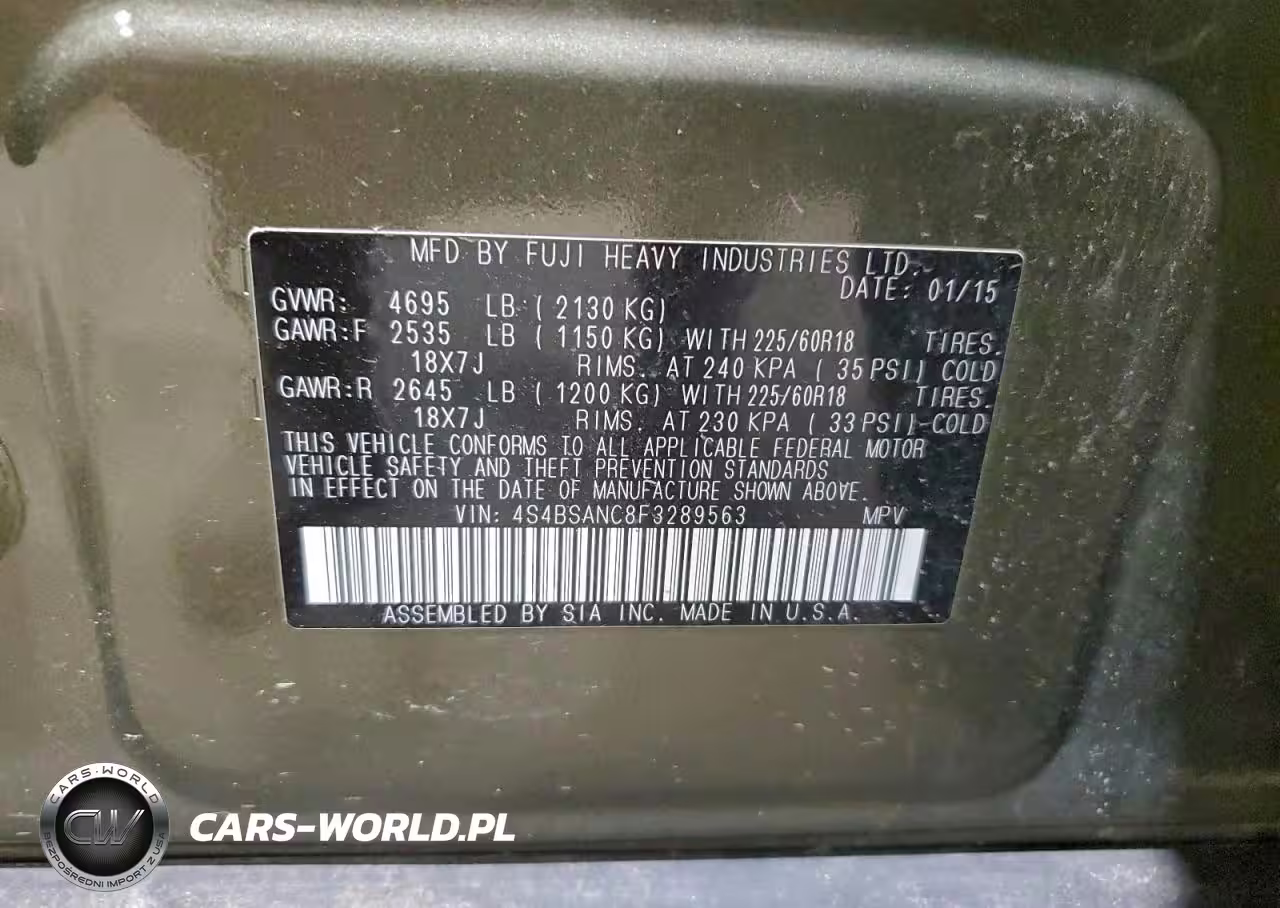 MFD BY FUJI HEAVY INDUSTRIES LTD.
DATE: 01/15
GVWR: 4695 LB ( 2130 KG)
GAWR:F 2535 LB ( 1150 KG) WITH 225/60R18 TIRES.
18X7J RIMS. AT 240 KPA ( 35 PSI) COLD
GAWR:R 2645 LB ( 1200 KG) WITH 225/60R18 TIRES.
18X7J RIMS. AT 230 KPA ( 33 PSI) COLD
THIS VEHICLE CONFORMS TO ALL APPLICABLE FEDERAL MOTOR
VEHICLE SAFETY AND THEFT PREVENTION STANDARDS
IN EFFECT ON THE DATE OF MANUFACTURE SHOWN ABOVE.
VIN: 4S4BSANC8F3289563 MPV
ASSEMBLED BY SIA INC. MADE IN U.S.A.
CARS-WORLD
CW
BEZPOŚREDNI IMPORT Z USA
CARS-WORLD.PL